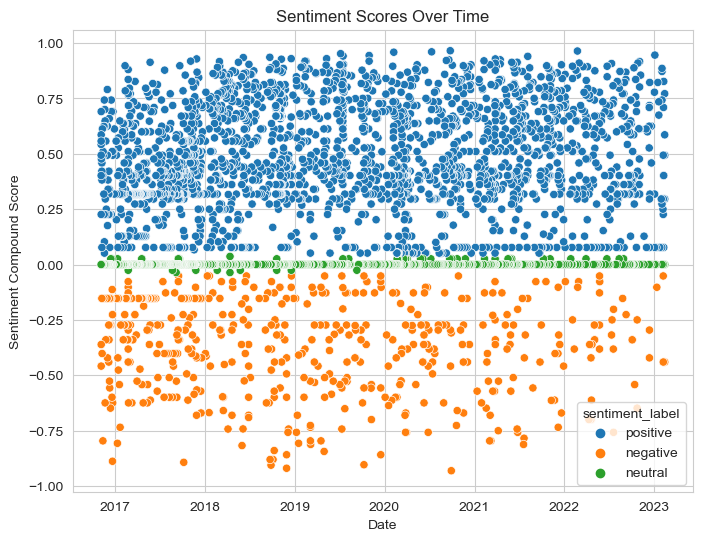 Sentiment Scores Over Time
1.00
0.75
0.50
0.25
0.00
−0.25
−0.50
−0.75
−1.00
Sentiment Compound Score
2017 2018 2019 2020 2021 2022 2023
Date
sentiment_label
positive
negative
neutral